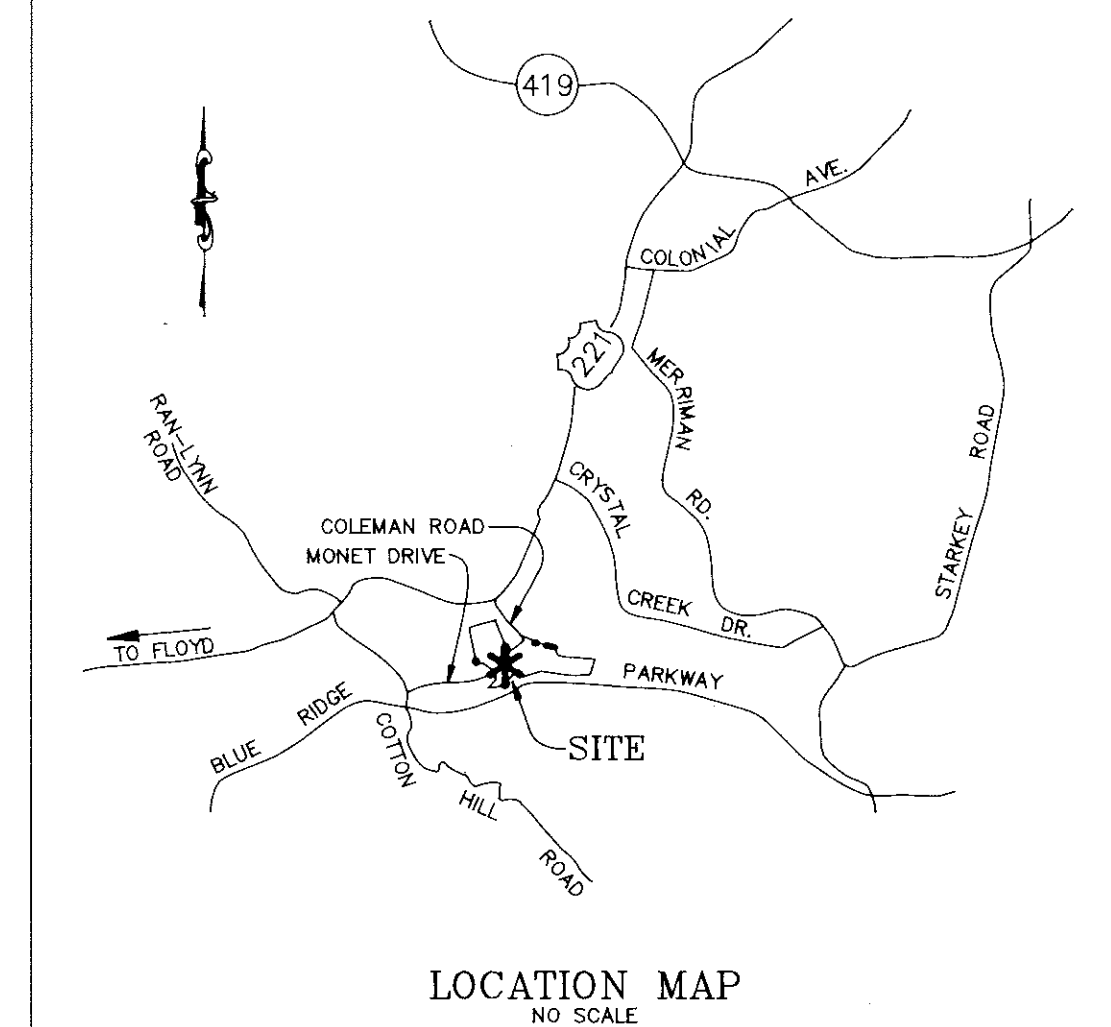 419
AVE.
COLONIAL
221
MERRIMAN
RAN-LYNN
ROAD
ROAD
CRYSTAL
RD.
STARKEY
COLEMAN ROAD
MONET DRIVE
CREEK
DR.
TO FLOYD
PARKWAY
RIDGE
BLUE
COTTON
SITE
HILL
ROAD
LOCATION MAP
NO SCALE